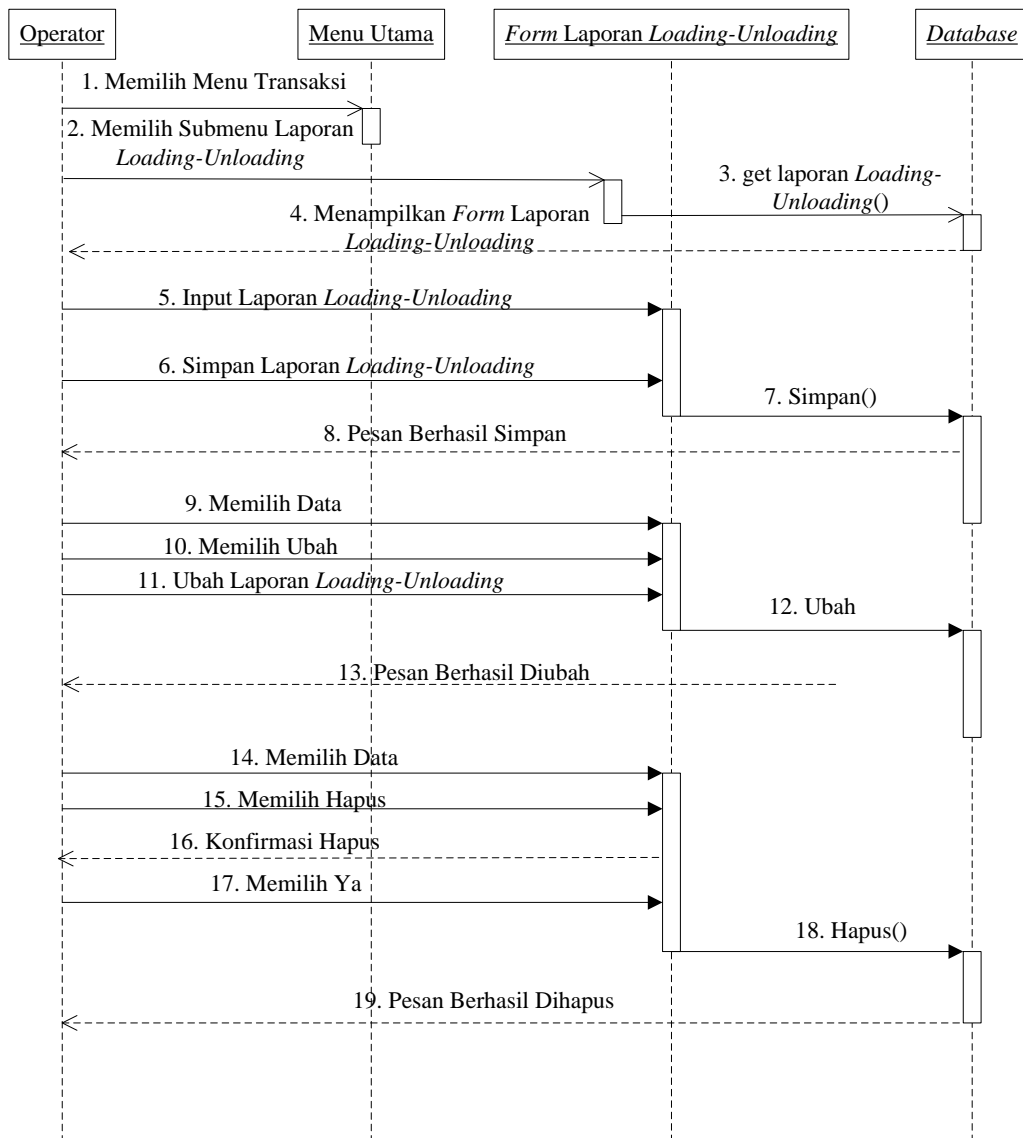 Operator
Menu Utama
Form Laporan Loading-Unloading
Database
1. Memilih Menu Transaksi
2. Memilih Submenu Laporan
Loading-Unloading
3. get laporan Loading-
Unloading()
4. Menampilkan Form Laporan
Loading-Unloading
5. Input Laporan Loading-Unloading
6. Simpan Laporan Loading-Unloading
7. Simpan()
8. Pesan Berhasil Simpan
9. Memilih Data
10. Memilih Ubah
11. Ubah Laporan Loading-Unloading
12. Ubah
13. Pesan Berhasil Diubah
14. Memilih Data
15. Memilih Hapus
16. Konfirmasi Hapus
17. Memilih Ya
18. Hapus()
19. Pesan Berhasil Dihapus